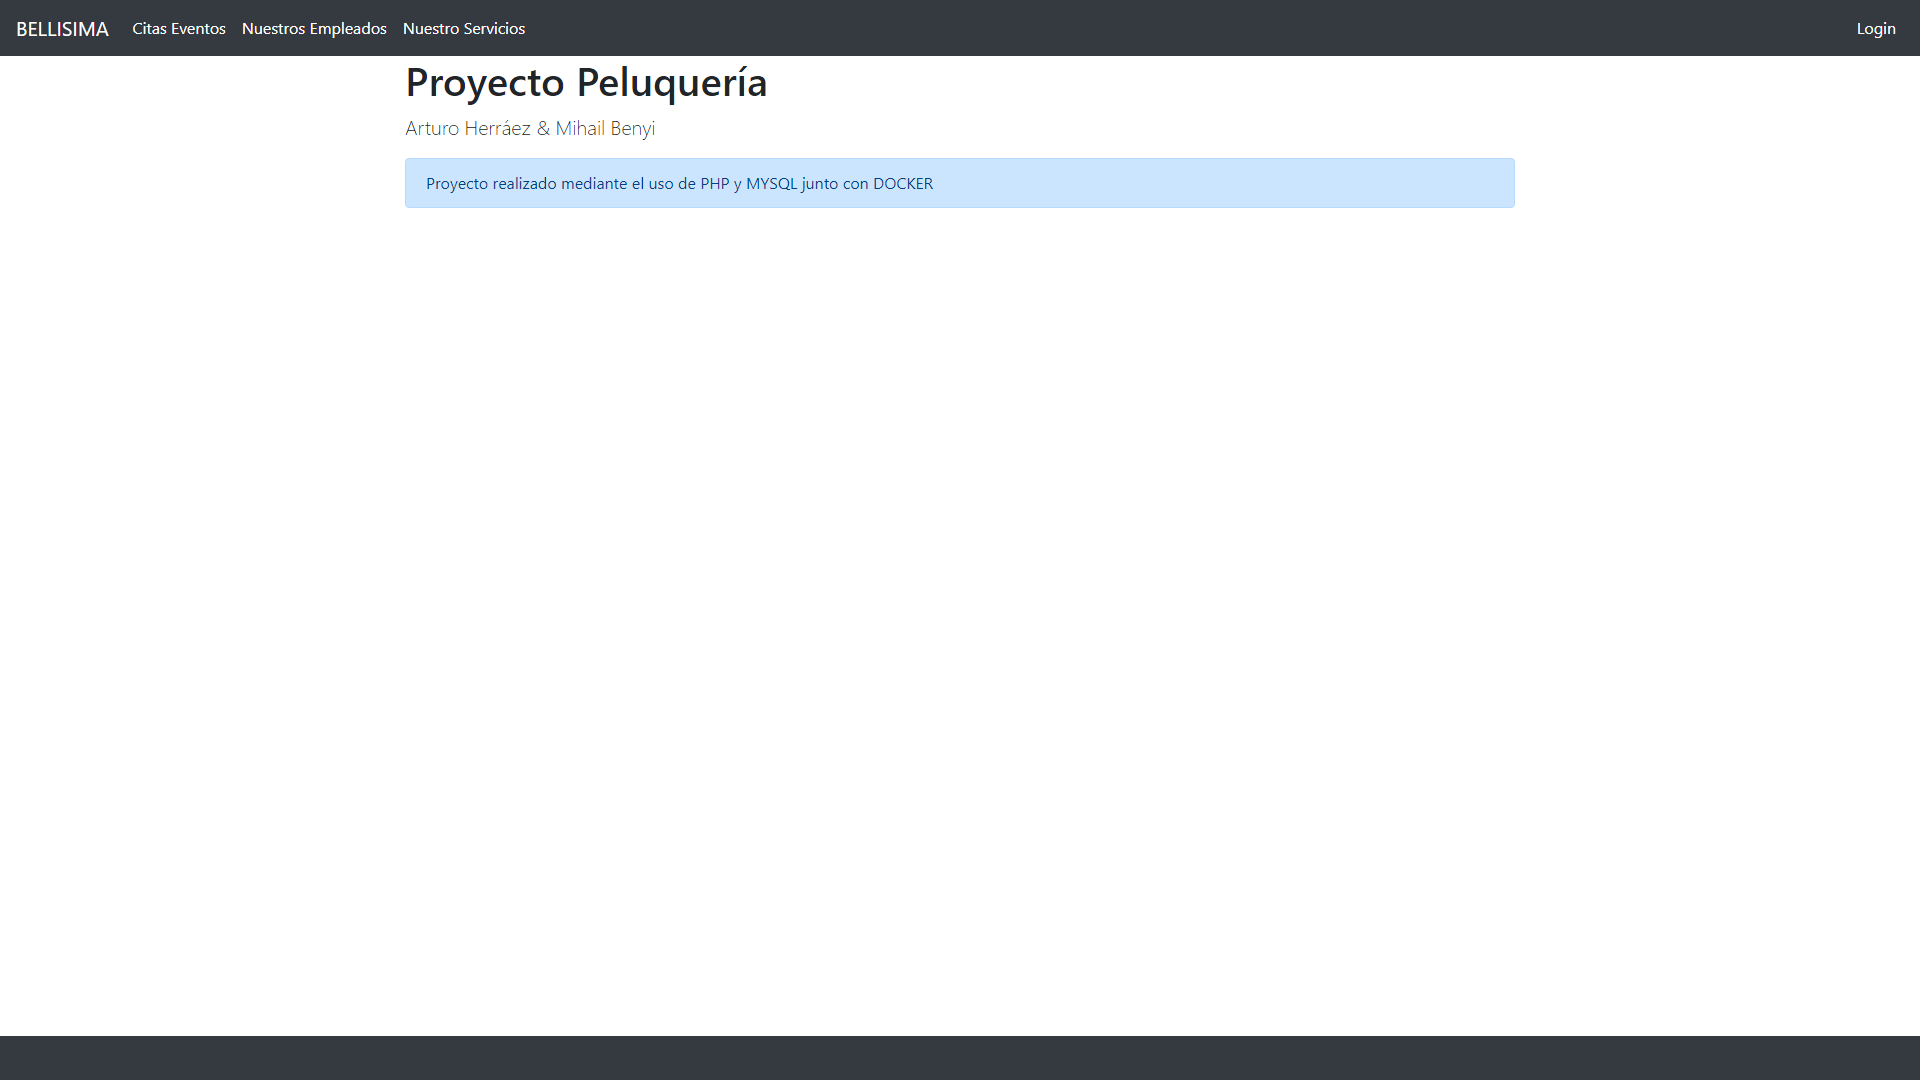 BELLISIMA Citas Eventos Nuestros Empleados Nuestro Servicios Login
Proyecto Peluquería
Arturo Herráez & Mihail Benyi
Proyecto realizado mediante el uso de PHP y MYSQL junto con DOCKER